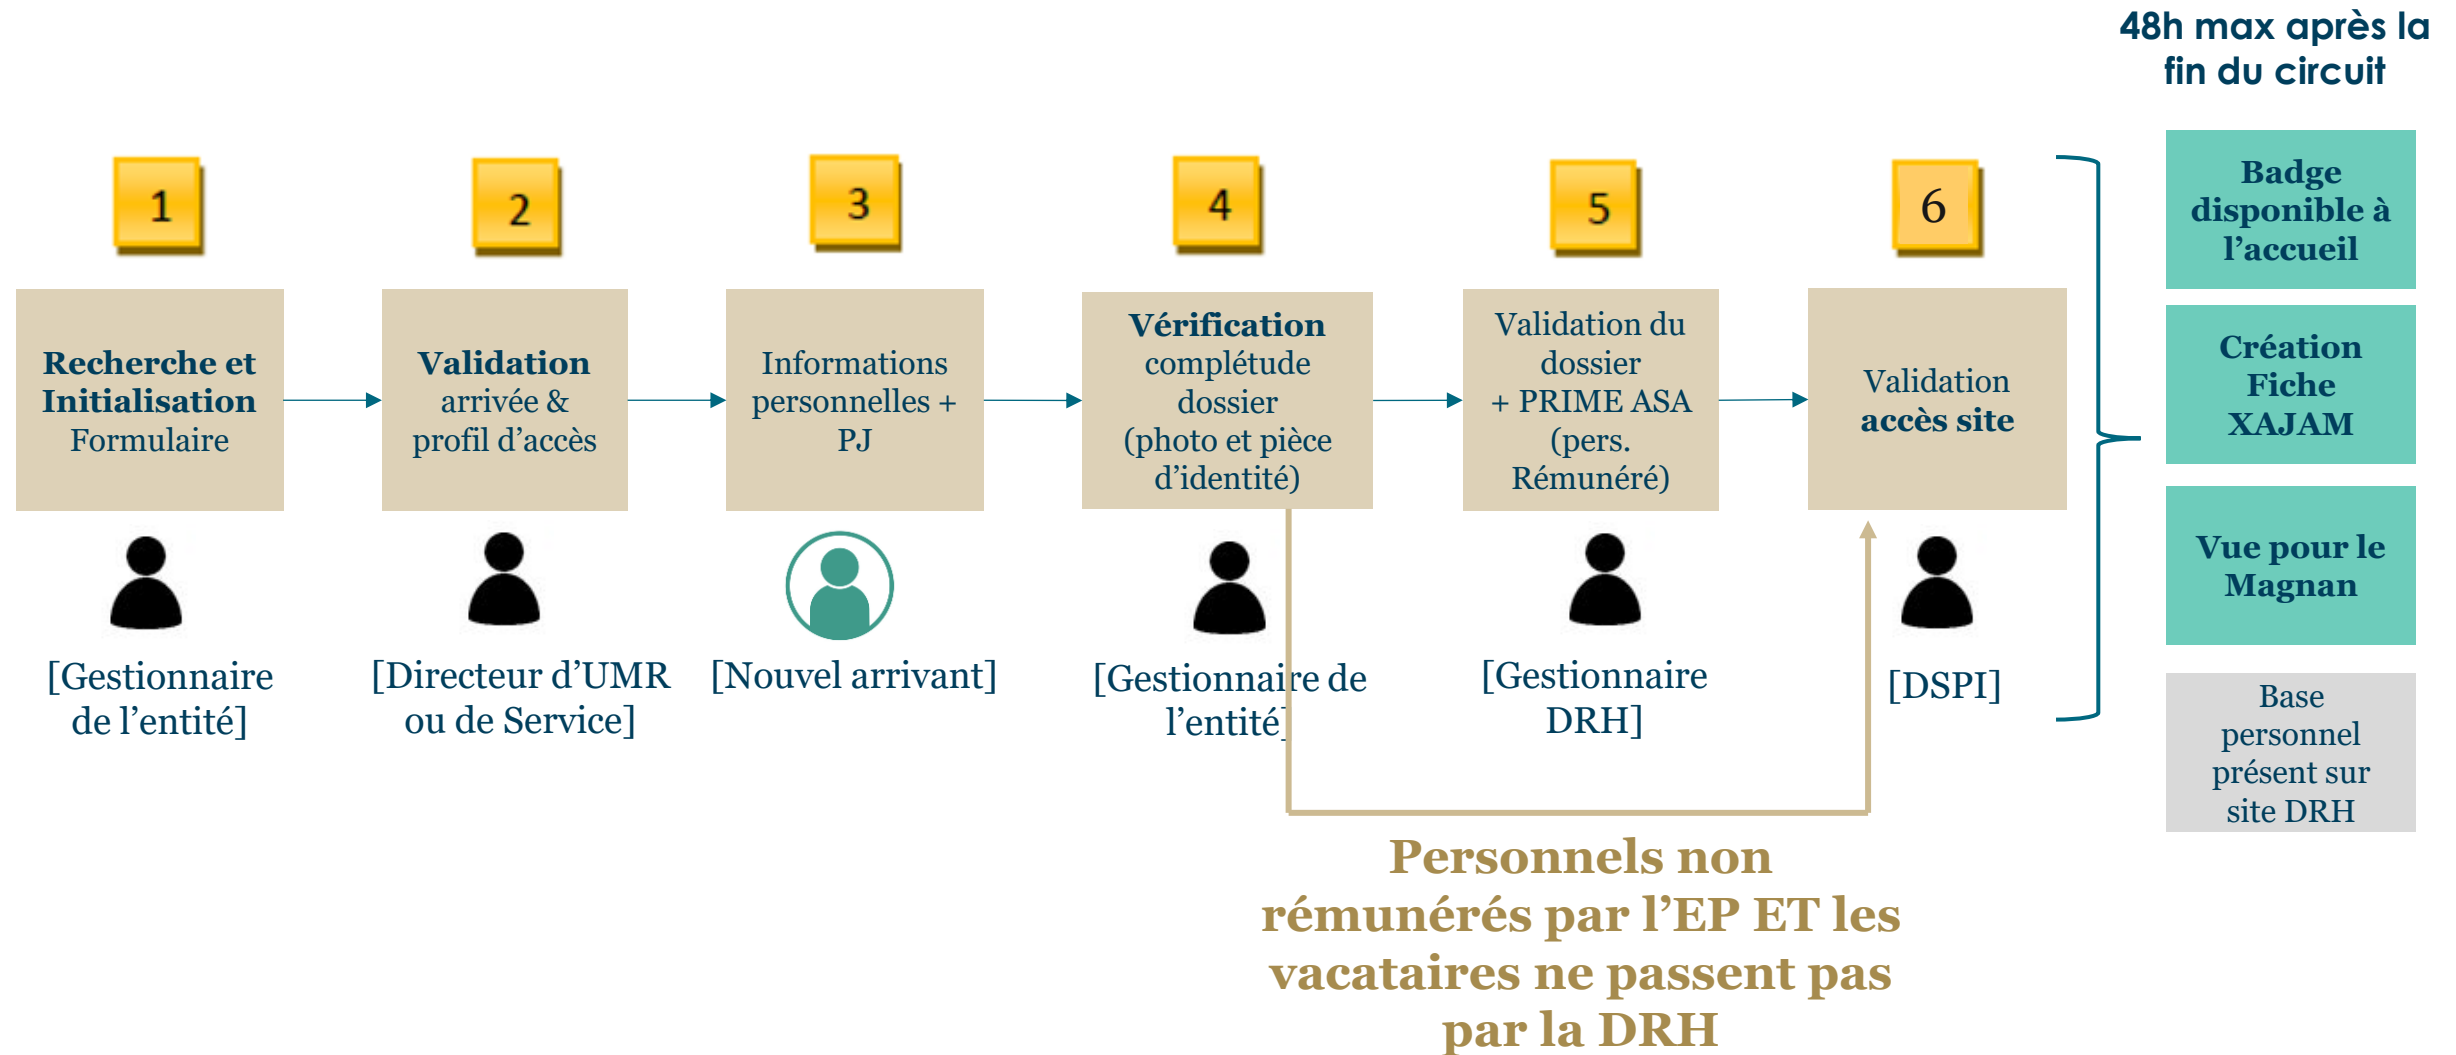 48h max après la
fin du circuit
1
2
3
4
5
6
Recherche et
Initialisation
Formulaire
Validation
arrivée &
profil d’accès
Informations
personnelles +
PJ
Vérification
complétude
dossier
(photo et pièce
d’identité)
Validation du
dossier
+ PRIME ASA
(pers.
Rémunéré)
Validation
accès site
[Gestionnaire
de l’entité]
[Directeur d’UMR
ou de Service]
[Nouvel arrivant]
[Gestionnaire de
l’entité]
[Gestionnaire
DRH]
[DSPI]
Badge
disponible à
l’accueil
Création
Fiche
XAJAM
Vue pour le
Magnan
Base
personnel
présent sur
site DRH
Personnels non
rémunérés par l’EP ET les
vacataires ne passent pas
par la DRH